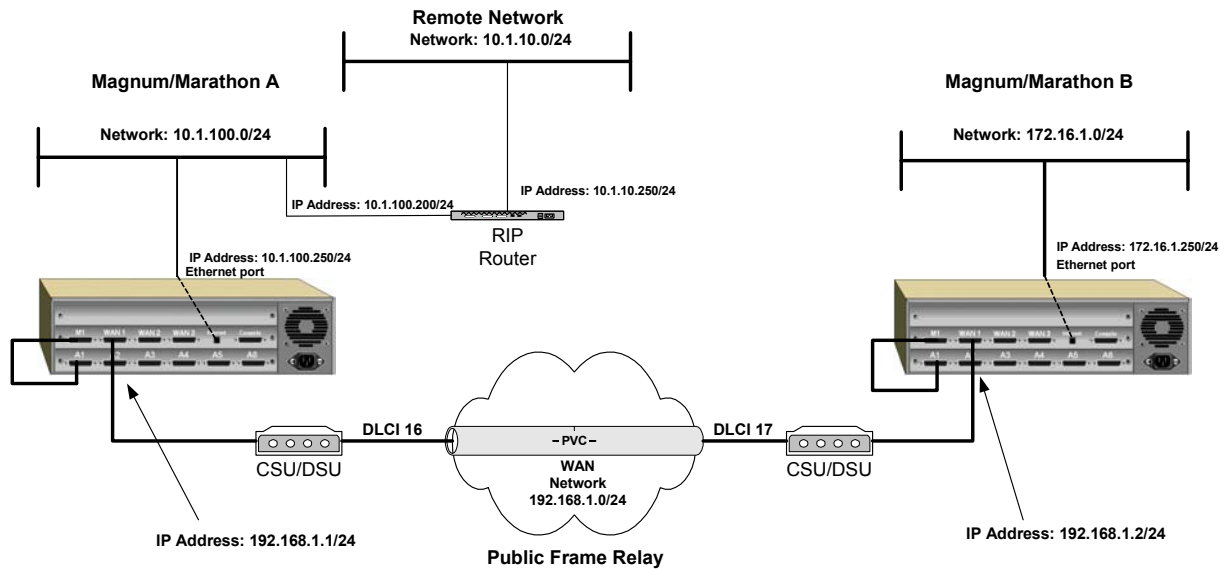 Remote Network
Network: 10.1.10.0/24
Magnum/Marathon A
Magnum/Marathon B
Network: 10.1.100.0/24
Network: 172.16.1.0/24
IP Address: 10.1.10.250/24
IP Address: 10.1.100.200/24
RIP
Router
IP Address: 10.1.100.250/24
Ethernet port
IP Address: 172.16.1.250/24
Ethernet port
M1 WAN 1 WAN 2 WAN 3 Console
A1 A2 A3 A4 A5 A6
M1 WAN 1 WAN 2 WAN 3 Console
A1 A3 A4 A5 A6
DLCI 16
– PVC –
DLCI 17
CSU/DSU
WAN
Network
192.168.1.0/24
CSU/DSU
IP Address: 192.168.1.1/24
IP Address: 192.168.1.2/24
Public Frame Relay